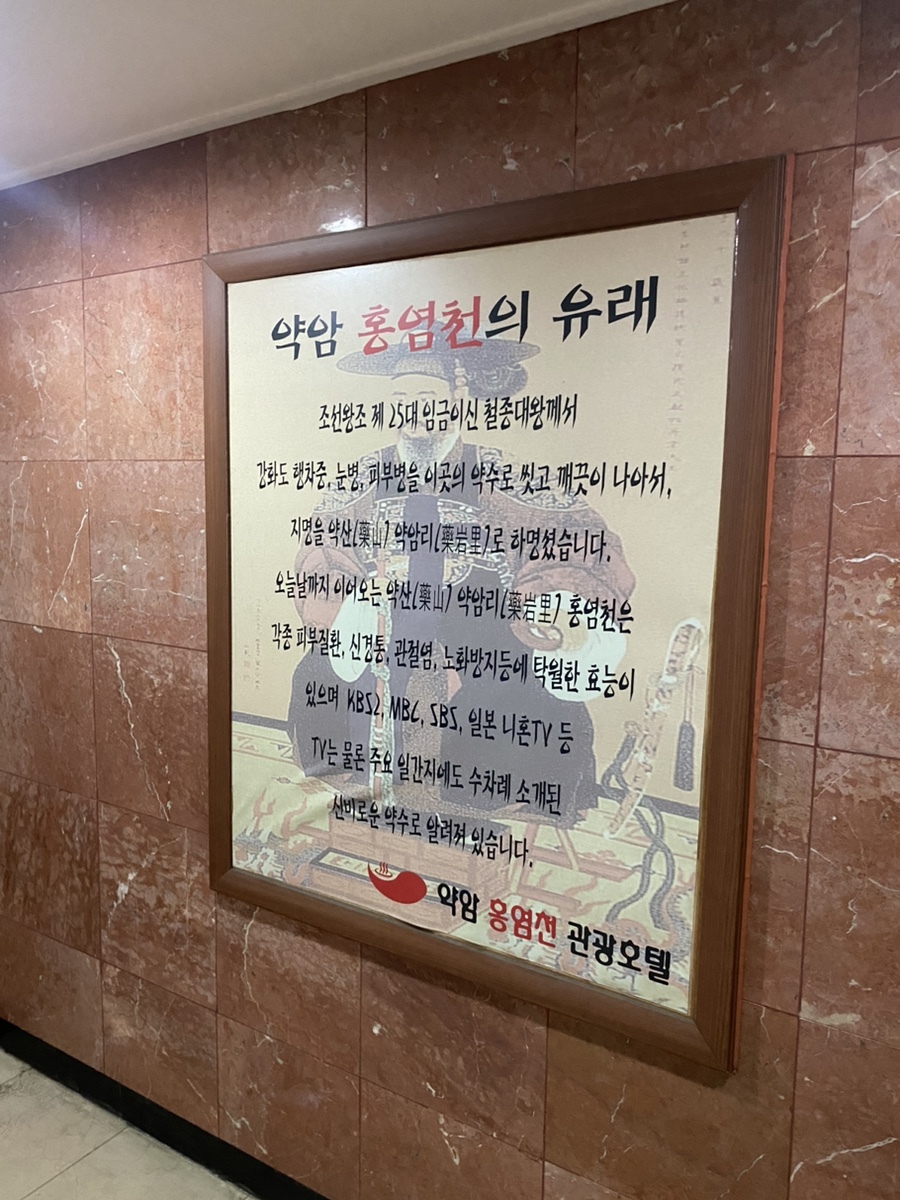 약암 홍염천의 유래
조선왕조 제 25대 임금이신 철종대왕께서
강화도 행차중, 눈병, 피부병을 이곳의 약수로 씻고 깨끗이 나아서,
지명을 약산(藥山) 약암리(藥岩里)로 하명셨습니다.
오늘날까지 이어오는 약산(藥山) 약암리(藥岩里) 홍염천은
각종 피부질환, 신경통, 관절염, 노화방지등에 탁월한 효능이
있으며 KBS2, MBC, SBS, 일본 니혼TV 등
TV는 물론 주요 일간지에도 수차례 소개된
신비로운 약수로 알려져 있습니다.
약암 홍염천 관광호텔